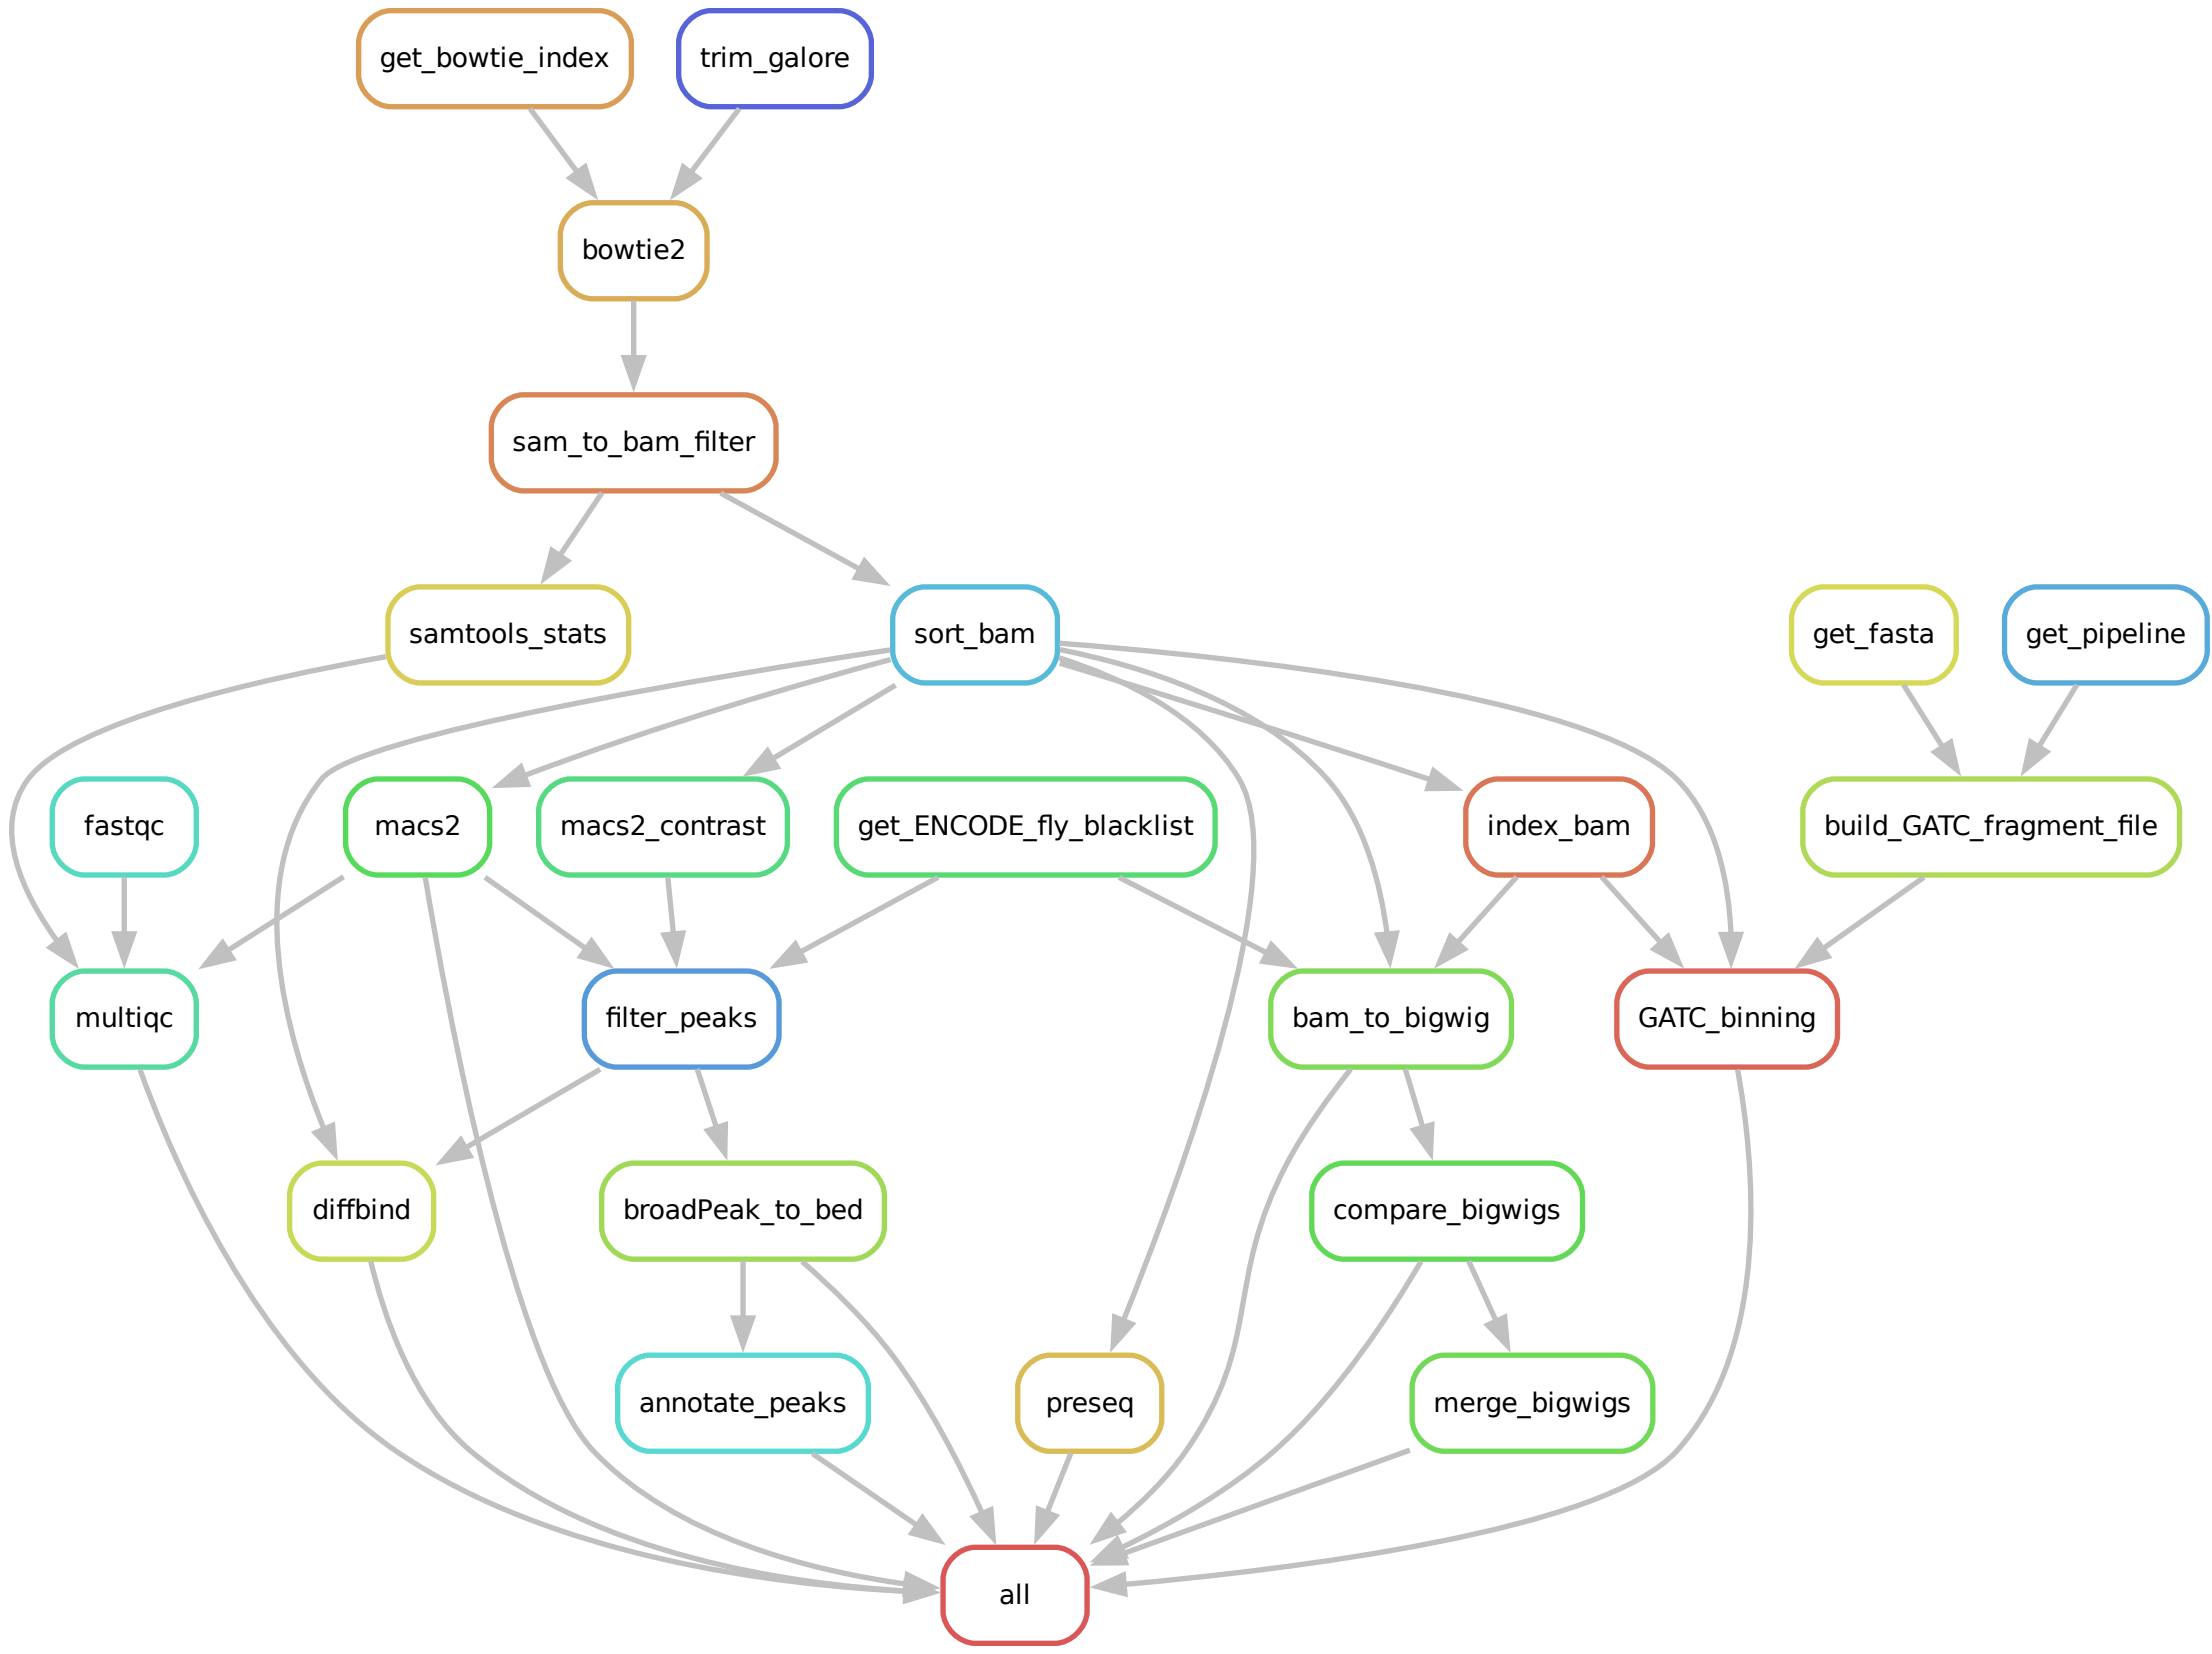 get_bowtie_index
trim_galore
bowtie2
sam_to_bam_filter
samtools_stats
sort_bam
get_fasta
get_pipeline
fastqc
macs2
macs2_contrast
get_ENCODE_fly_blacklist
index_bam
build_GATC_fragment_file
multiqc
filter_peaks
bam_to_bigwig
GATC_binning
diffbind
broadPeak_to_bed
compare_bigwigs
annotate_peaks
preseq
merge_bigwigs
all